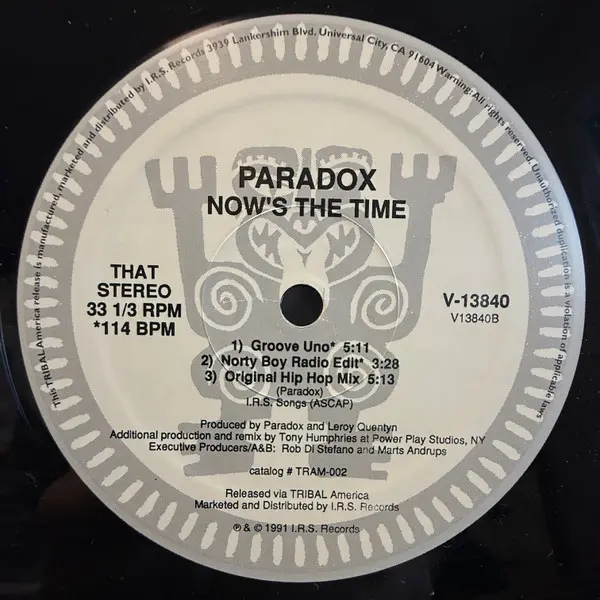 This TRIBAL America release is manufactured, marketed and distributed by I.R.S. Records 3939 Lankershim Blvd. Universal City, CA 91604 Warning: All rights reserved. Unauthorized duplication is a violation of applicable laws
PARADOX
NOW'S THE TIME
THAT
STEREO
33 1/3 RPM
*114 BPM
V-13840
V13840B
1) Groove Uno* 5:11
2) Norty Boy Radio Edit* 3:28
3) Original Hip Hop Mix 5:13
(Paradox)
I.R.S. Songs (ASCAP)
Produced by Paradox and Leroy Quentyn
Additional production and remix by Tony Humphries at Power Play Studios, NY
Executive Producers/A&B: Rob Di Stefano and Marts Andrups
catalog # TRAM-002
Released via TRIBAL America
Marketed and Distributed by I.R.S. Records
℗ & © 1991 I.R.S. Records